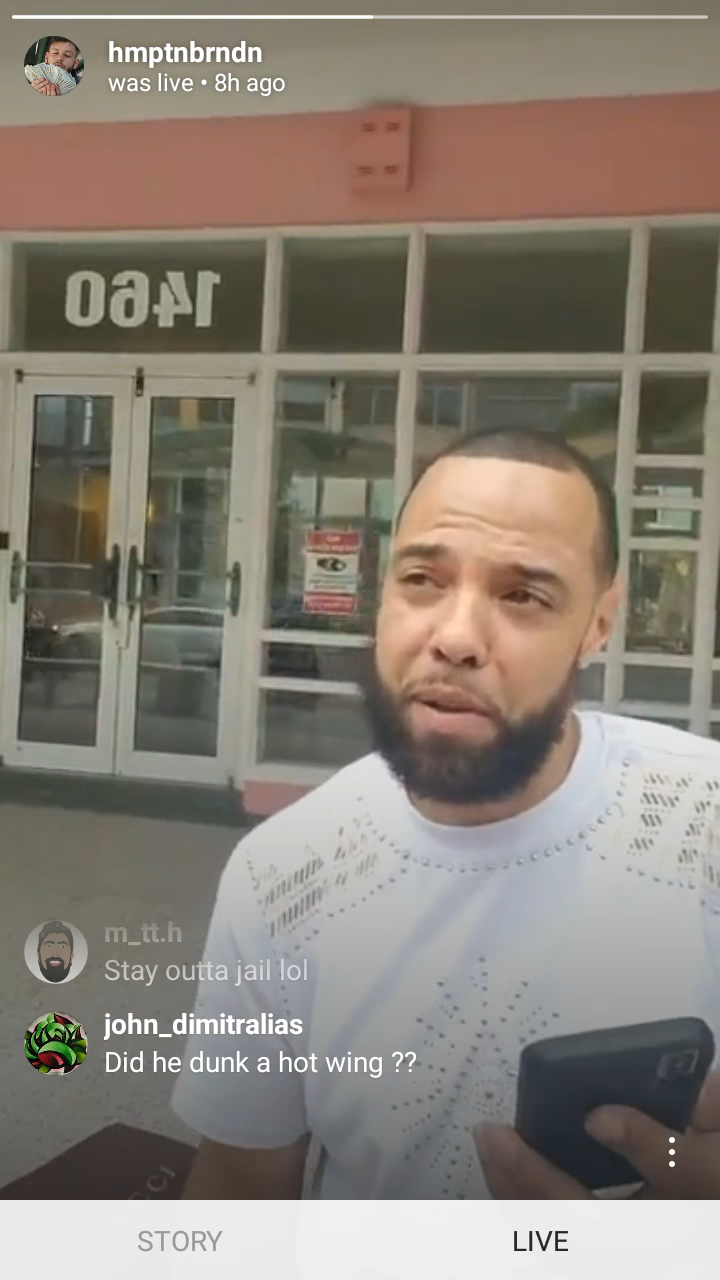 hmptnbrndn
was live • 8h ago
1460
m_tt.h
Stay outta jail lol
john_dimitralias
Did he dunk a hot wing ??
CCI
STORY
LIVE